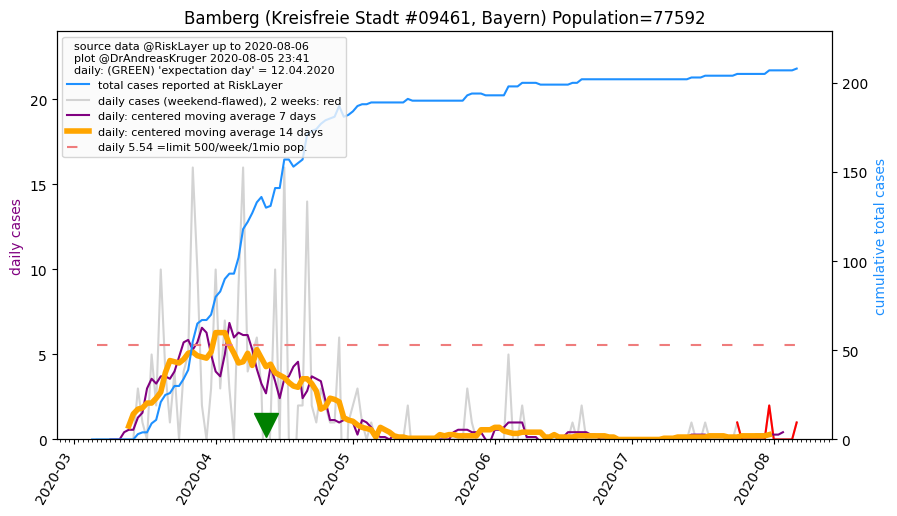 Bamberg (Kreisfreie Stadt #09461, Bayern) Population=77592
source data @RiskLayer up to 2020-08-06
plot @DrAndreasKruger 2020-08-05 23:41
daily: (GREEN) 'expectation day' = 12.04.2020
total cases reported at RiskLayer
daily cases (weekend-flawed), 2 weeks: red
daily: centered moving average 7 days
daily: centered moving average 14 days
daily 5.54 =limit 500/week/1mio pop.
daily cases
20
15
10
5
0
cumulative total cases
200
150
100
50
0
2020-03
2020-04
2020-05
2020-06
2020-07
2020-08